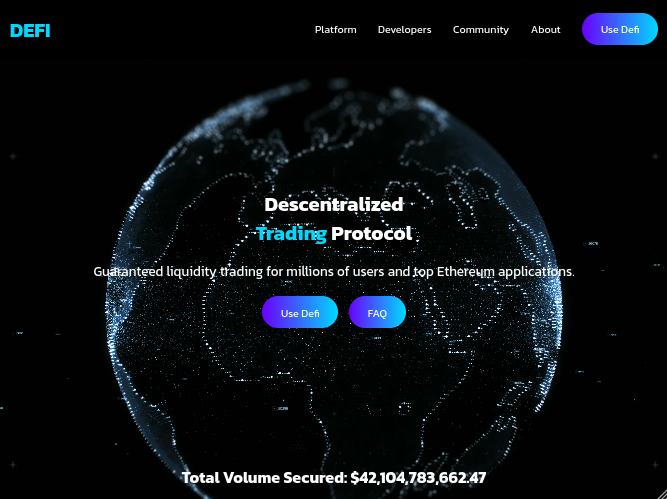 DEFI
Platform
Developers
Community
About
Use Defi
Descentralized
Trading Protocol
Guaranteed liquidity trading for millions of users and top Ethereum applications.
Use Defi
FAQ
Total Volume Secured: $42,104,783,662.47